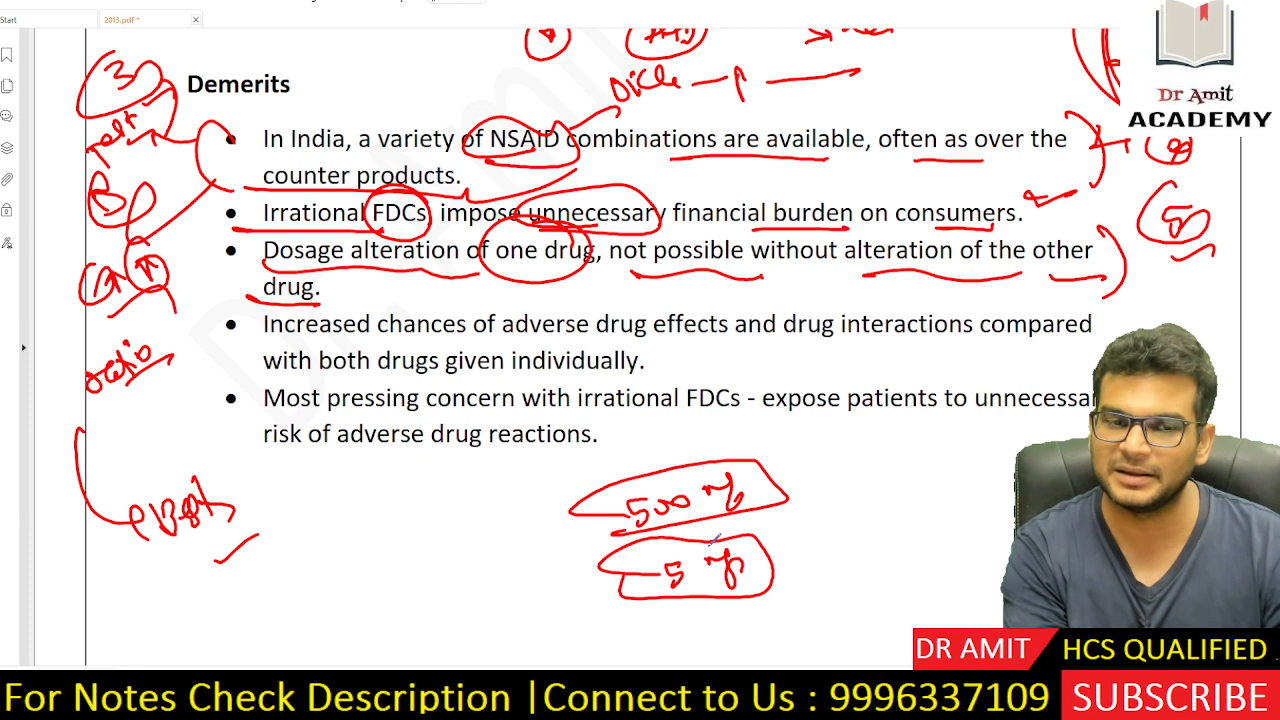 Start
2013.pdf *
Dr Amit
ACADEMY
Demerits
In India, a variety of NSAID combinations are available, often as over the
counter products.
Irrational FDCs, impose unnecessary financial burden on consumers.
Dosage alteration of one drug, not possible without alteration of the other
drug.
Increased chances of adverse drug effects and drug interactions compared
with both drugs given individually.
Most pressing concern with irrational FDCs - expose patients to unnecessar
risk of adverse drug reactions.
ratio
500 mg
5 mg
DR AMIT HCS QUALIFIED
For Notes Check Description |Connect to Us : 9996337109 SUBSCRIBE